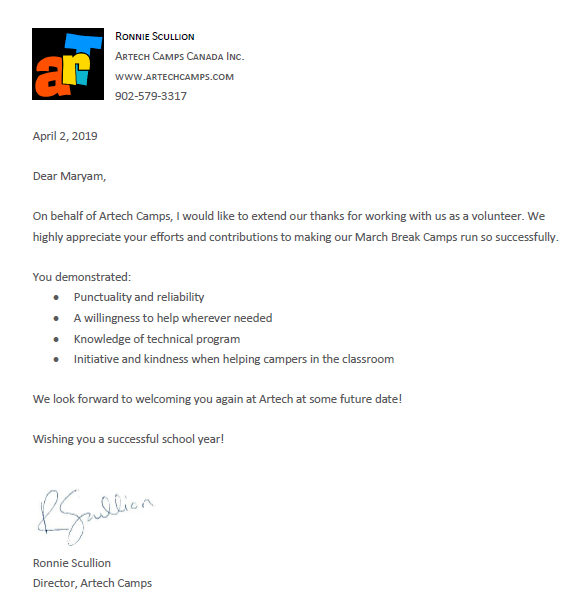 art
Ronnie Scullion
Artech Camps Canada Inc.
www.artechcamps.com
902-579-3317
April 2, 2019
Dear Maryam,
On behalf of Artech Camps, I would like to extend our thanks for working with us as a volunteer. We
highly appreciate your efforts and contributions to making our March Break Camps run so successfully.
You demonstrated:
• Punctuality and reliability
• A willingness to help wherever needed
• Knowledge of technical program
• Initiative and kindness when helping campers in the classroom
We look forward to welcoming you again at Artech at some future date!
Wishing you a successful school year!
RScullion
Ronnie Scullion
Director, Artech Camps